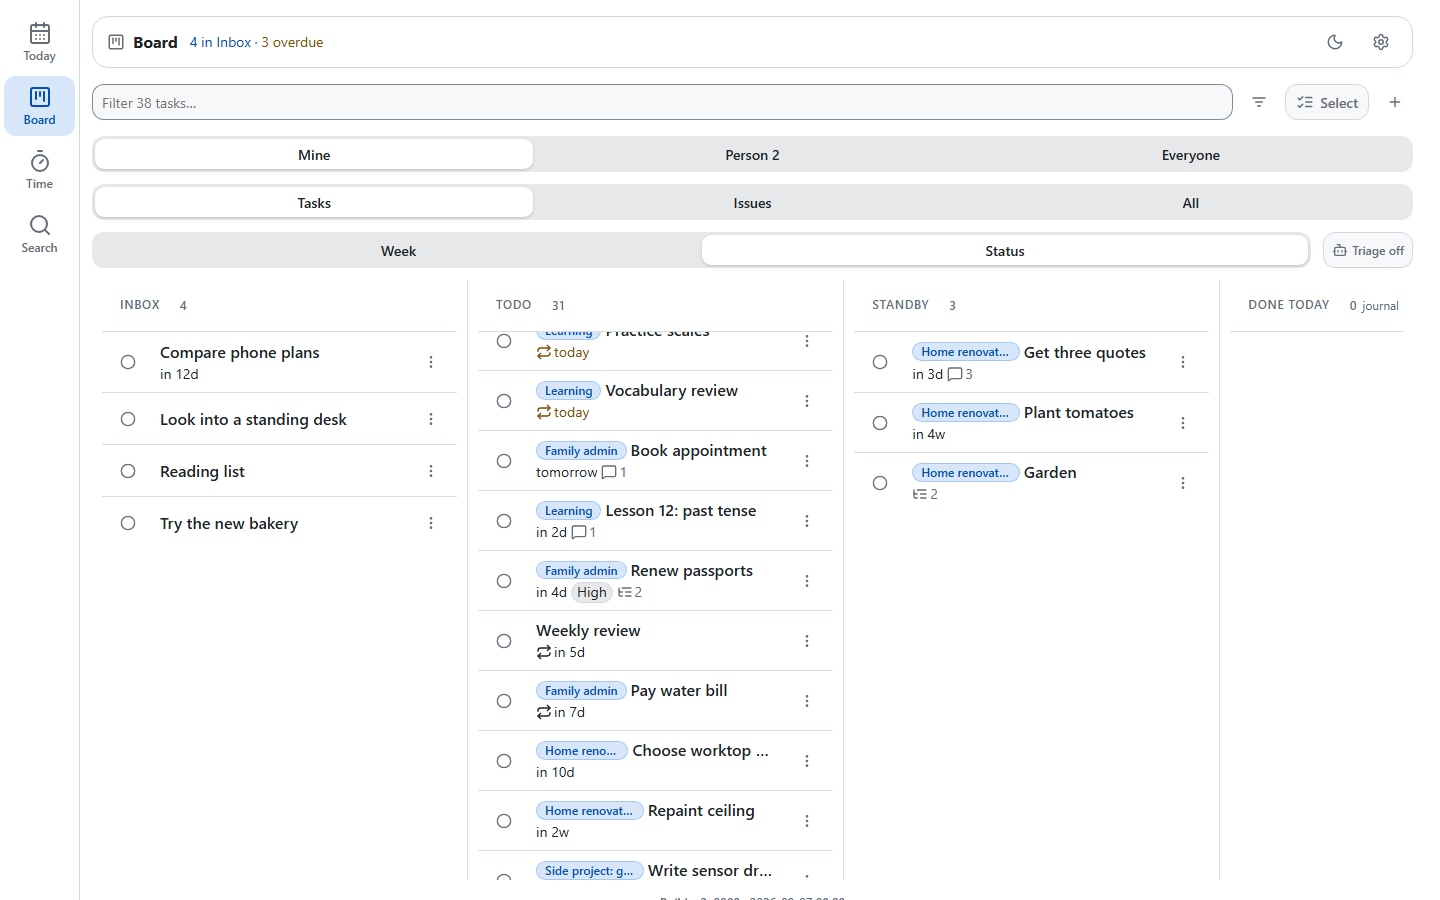 Today
Board
Time
Search
Board 4 in Inbox · 3 overdue
Filter 38 tasks...
Select
Mine Person 2 Everyone
Tasks Issues All
Week Status
Triage off
INBOX 4
Compare phone plans
in 12d
Look into a standing desk
Reading list
Try the new bakery
TODO 31
Learning Practice scales
today
Learning Vocabulary review
today
Family admin Book appointment
tomorrow 1
Learning Lesson 12: past tense
in 2d 1
Family admin Renew passports
in 4d High 2
Weekly review
in 5d
Family admin Pay water bill
in 7d
Home reno... Choose worktop ...
in 10d
Home renovat... Repaint ceiling
in 2w
Side project: g... Write sensor dr...
STANDBY 3
Home renovat... Get three quotes
in 3d 3
Home renovat... Plant tomatoes
in 4w
Home renovat... Garden
2
DONE TODAY 0 journal